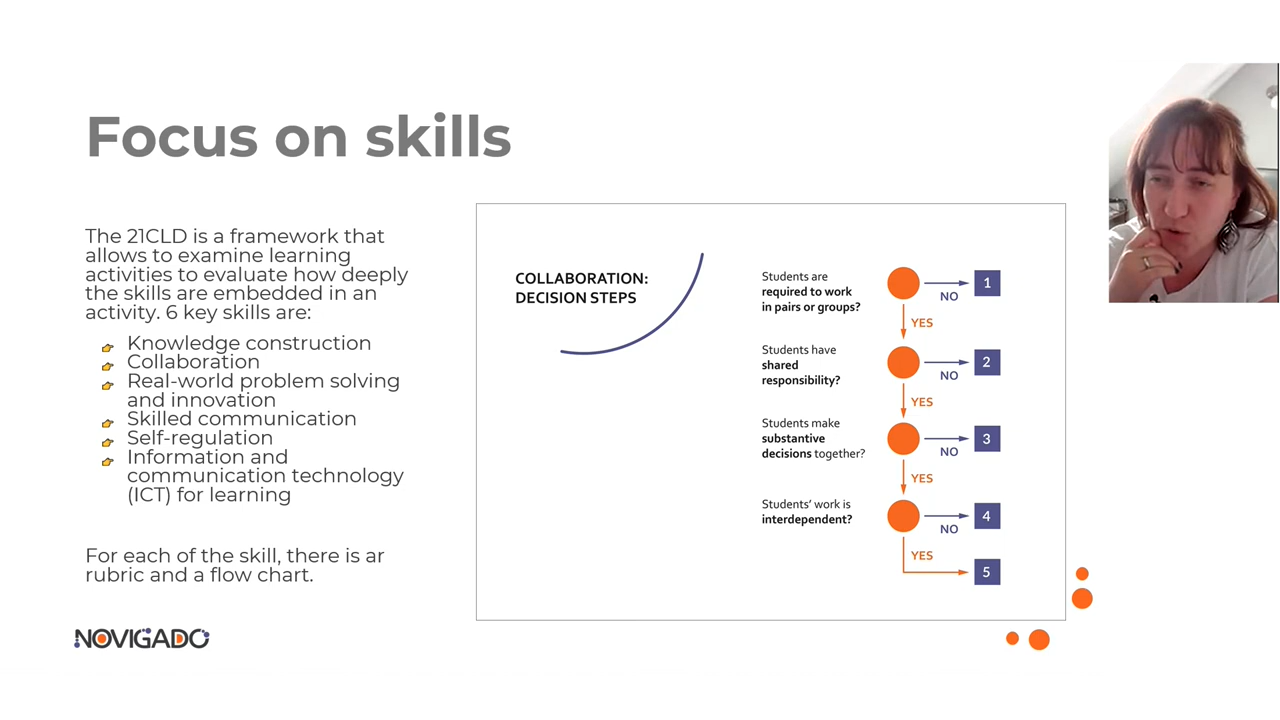 Focus on skills
The 21CLD is a framework that
allows to examine learning
activities to evaluate how deeply
the skills are embedded in an
activity. 6 key skills are:
Knowledge construction
Collaboration
Real-world problem solving
and innovation
Skilled communication
Self-regulation
Information and
communication technology
(ICT) for learning
For each of the skill, there is ar
rubric and a flow chart.
NOVIGADO
COLLABORATION:
DECISION STEPS
Students are
required to work
in pairs or groups?
NO
1
YES
Students have
shared
responsibility?
NO
2
YES
Students make
substantive
decisions together?
NO
3
YES
Students' work is
interdependent?
NO
4
YES
5